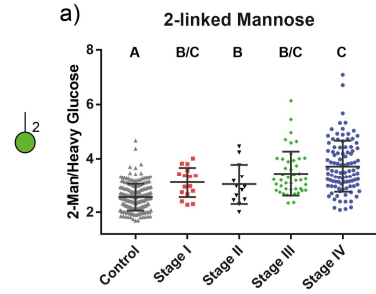 a)
2-linked Mannose
2
2-Man/Heavy Glucose
8
6
4
2
A
B/C
B
B/C
C
Control
Stage I
Stage II
Stage III
Stage IV